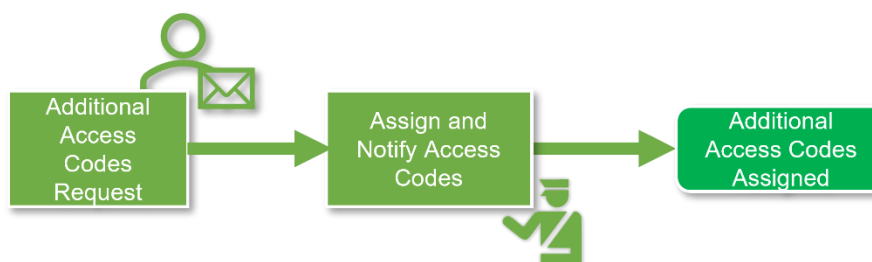 Additional
Access
Codes
Request
Assign and
Notify Access
Codes
Additional
Access Codes
Assigned